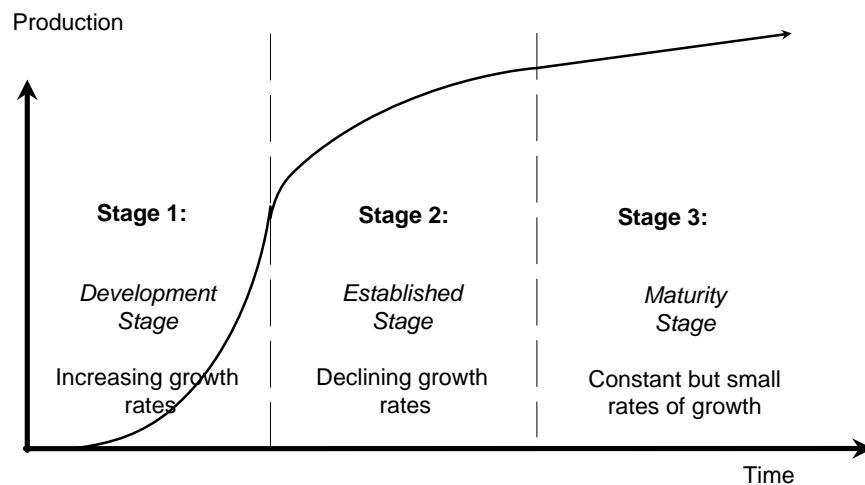 Production
Stage 1:
Stage 2:
Stage 3:
Development
Stage
Established
Stage
Maturity
Stage
Increasing growth
rates
Declining growth
rates
Constant but small
rates of growth
Time